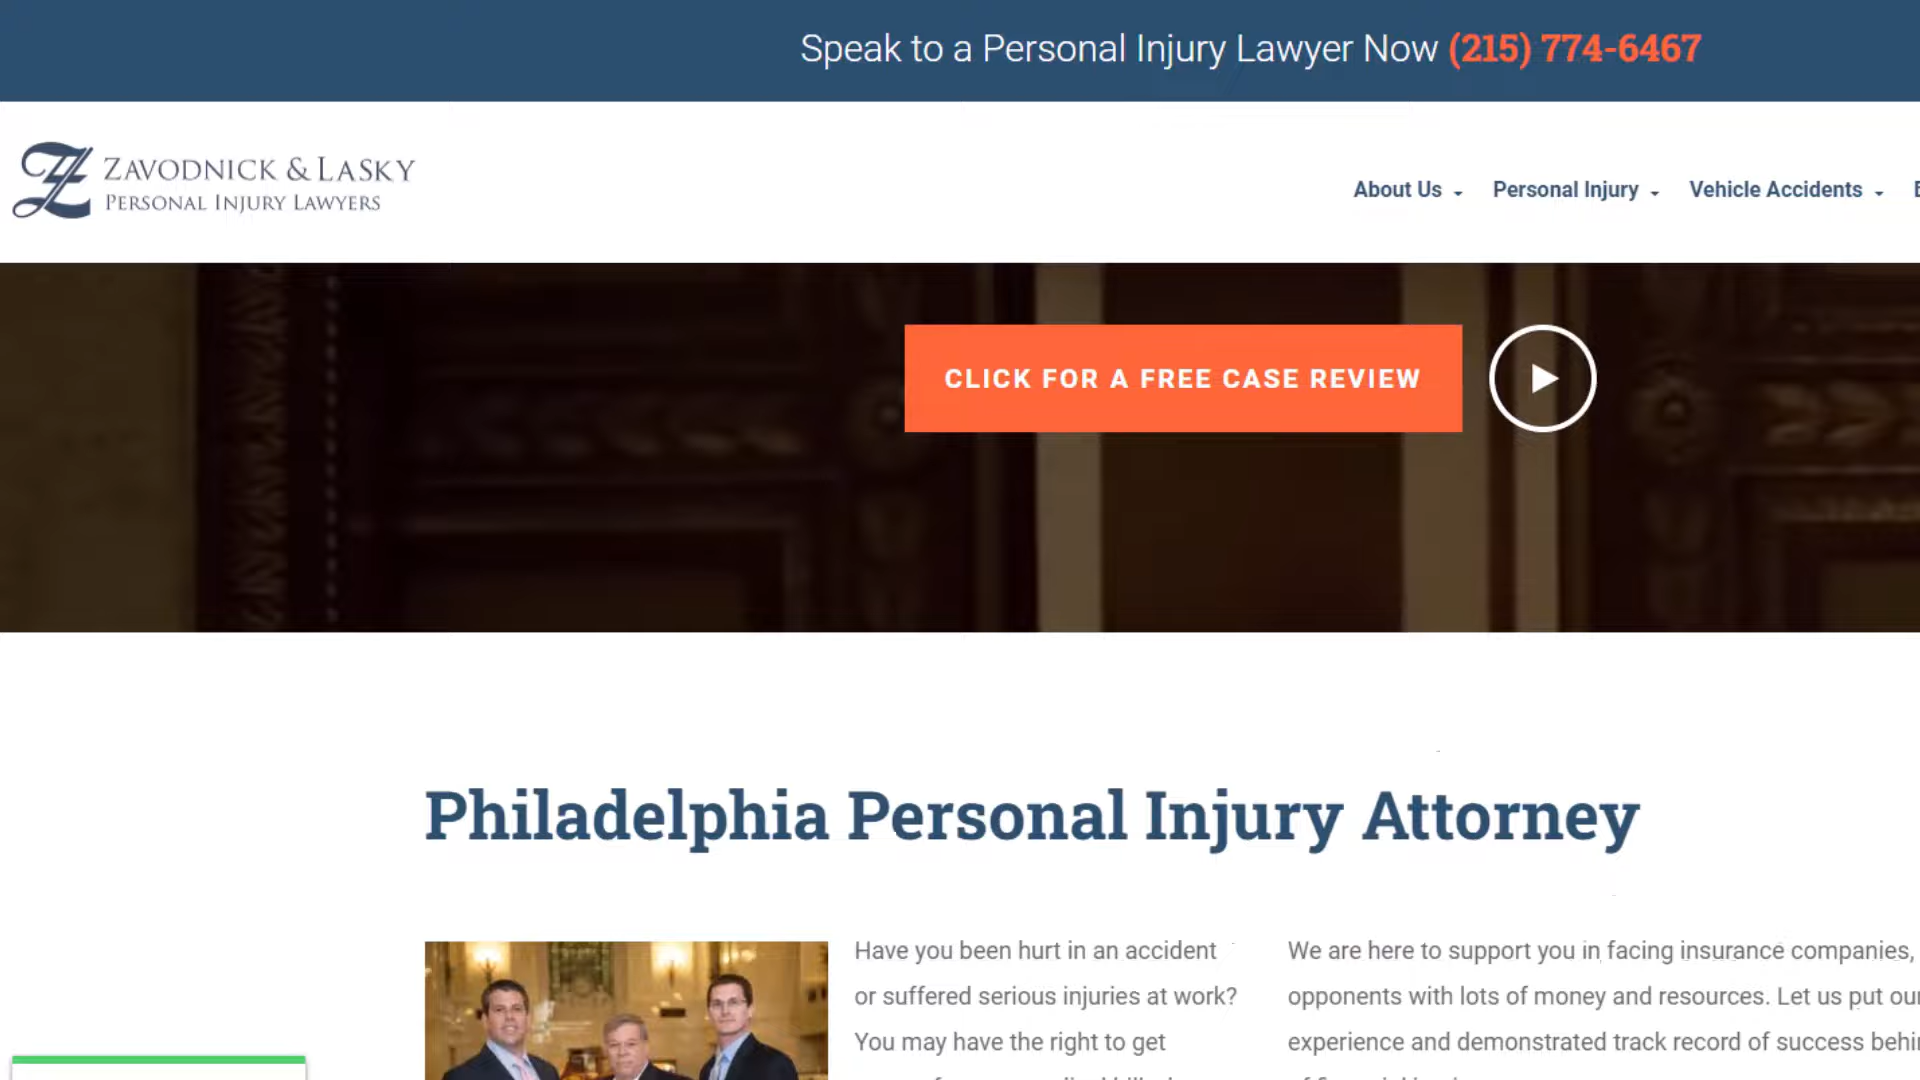 Speak to a Personal Injury Lawyer Now (215) 774-6467
ZAVODNICK & LASKY
PERSONAL INJURY LAWYERS
About Us Personal Injury Vehicle Accidents
CLICK FOR A FREE CASE REVIEW
Philadelphia Personal Injury Attorney
Have you been hurt in an accident
or suffered serious injuries at work?
You may have the right to get
We are here to support you in facing insurance companies,
opponents with lots of money and resources. Let us put our
experience and demonstrated track record of success